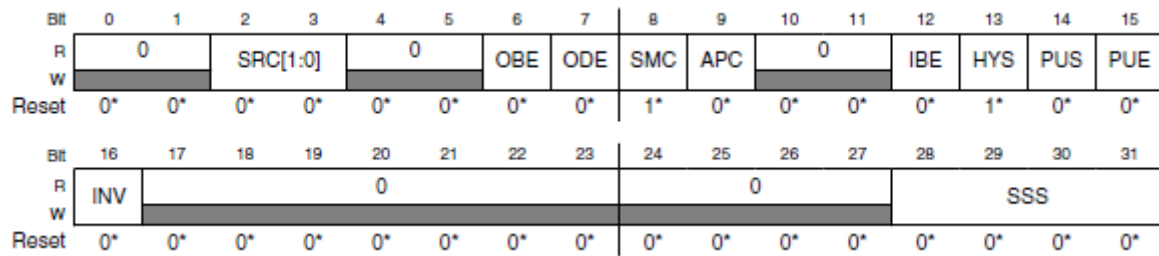 Bit 0 1 2 3 4 5 6 7 8 9 10 11 12 13 14 15
R 0 SRC[1:0] 0 OBE ODE SMC APC 0 IBE HYS PUS PUE
W
Reset 0* 0* 0* 0* 0* 0* 0* 0* 1* 0* 0* 0* 0* 1* 0* 0*
Bit 16 17 18 19 20 21 22 23 24 25 26 27 28 29 30 31
R INV 0 0 SSS
W
Reset 0* 0* 0* 0* 0* 0* 0* 0* 0* 0* 0* 0* 0* 0* 0* 0*